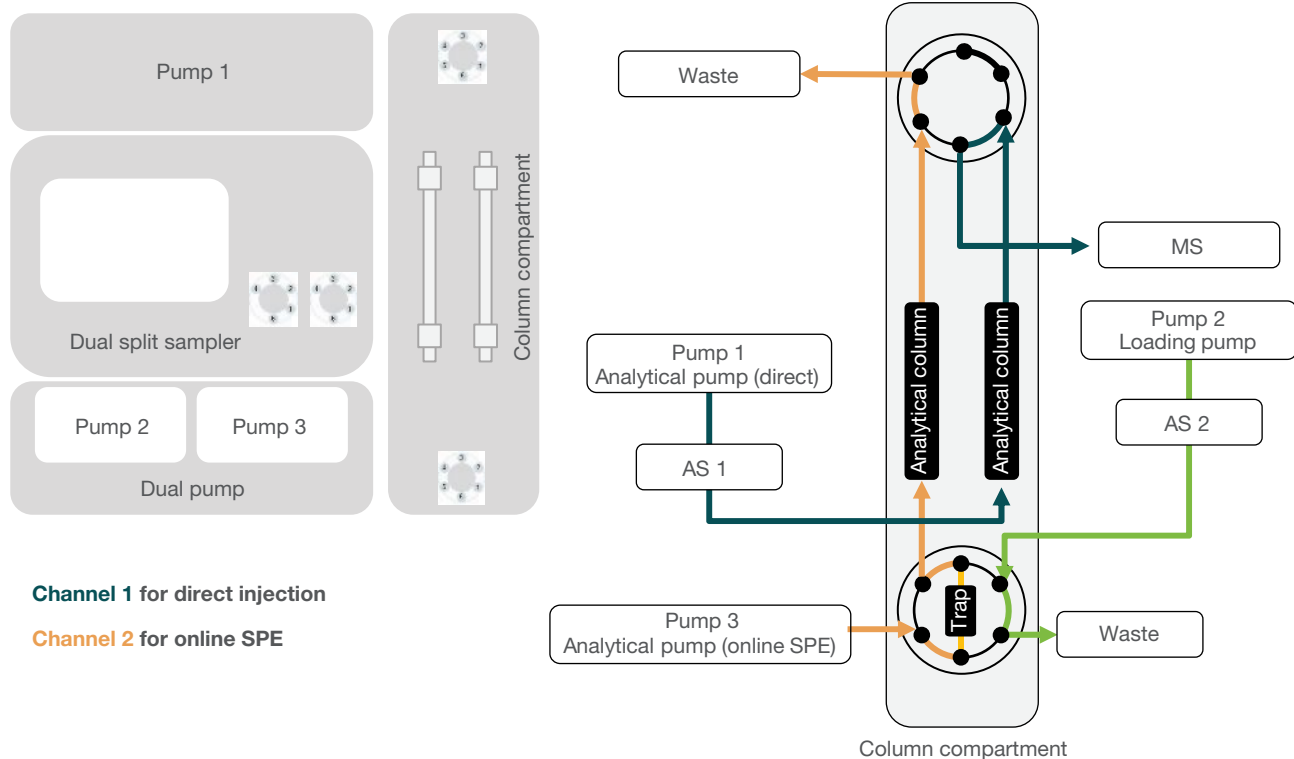 Pump 1
Dual split sampler
Pump 2
Pump 3
Dual pump
Column compartment
Channel 1 for direct injection
Channel 2 for online SPE
Waste
MS
Pump 1
Analytical pump (direct)
AS 1
Analytical column
Analytical column
Pump 2
Loading pump
AS 2
Pump 3
Analytical pump (online SPE)
Trap
Waste
Column compartment